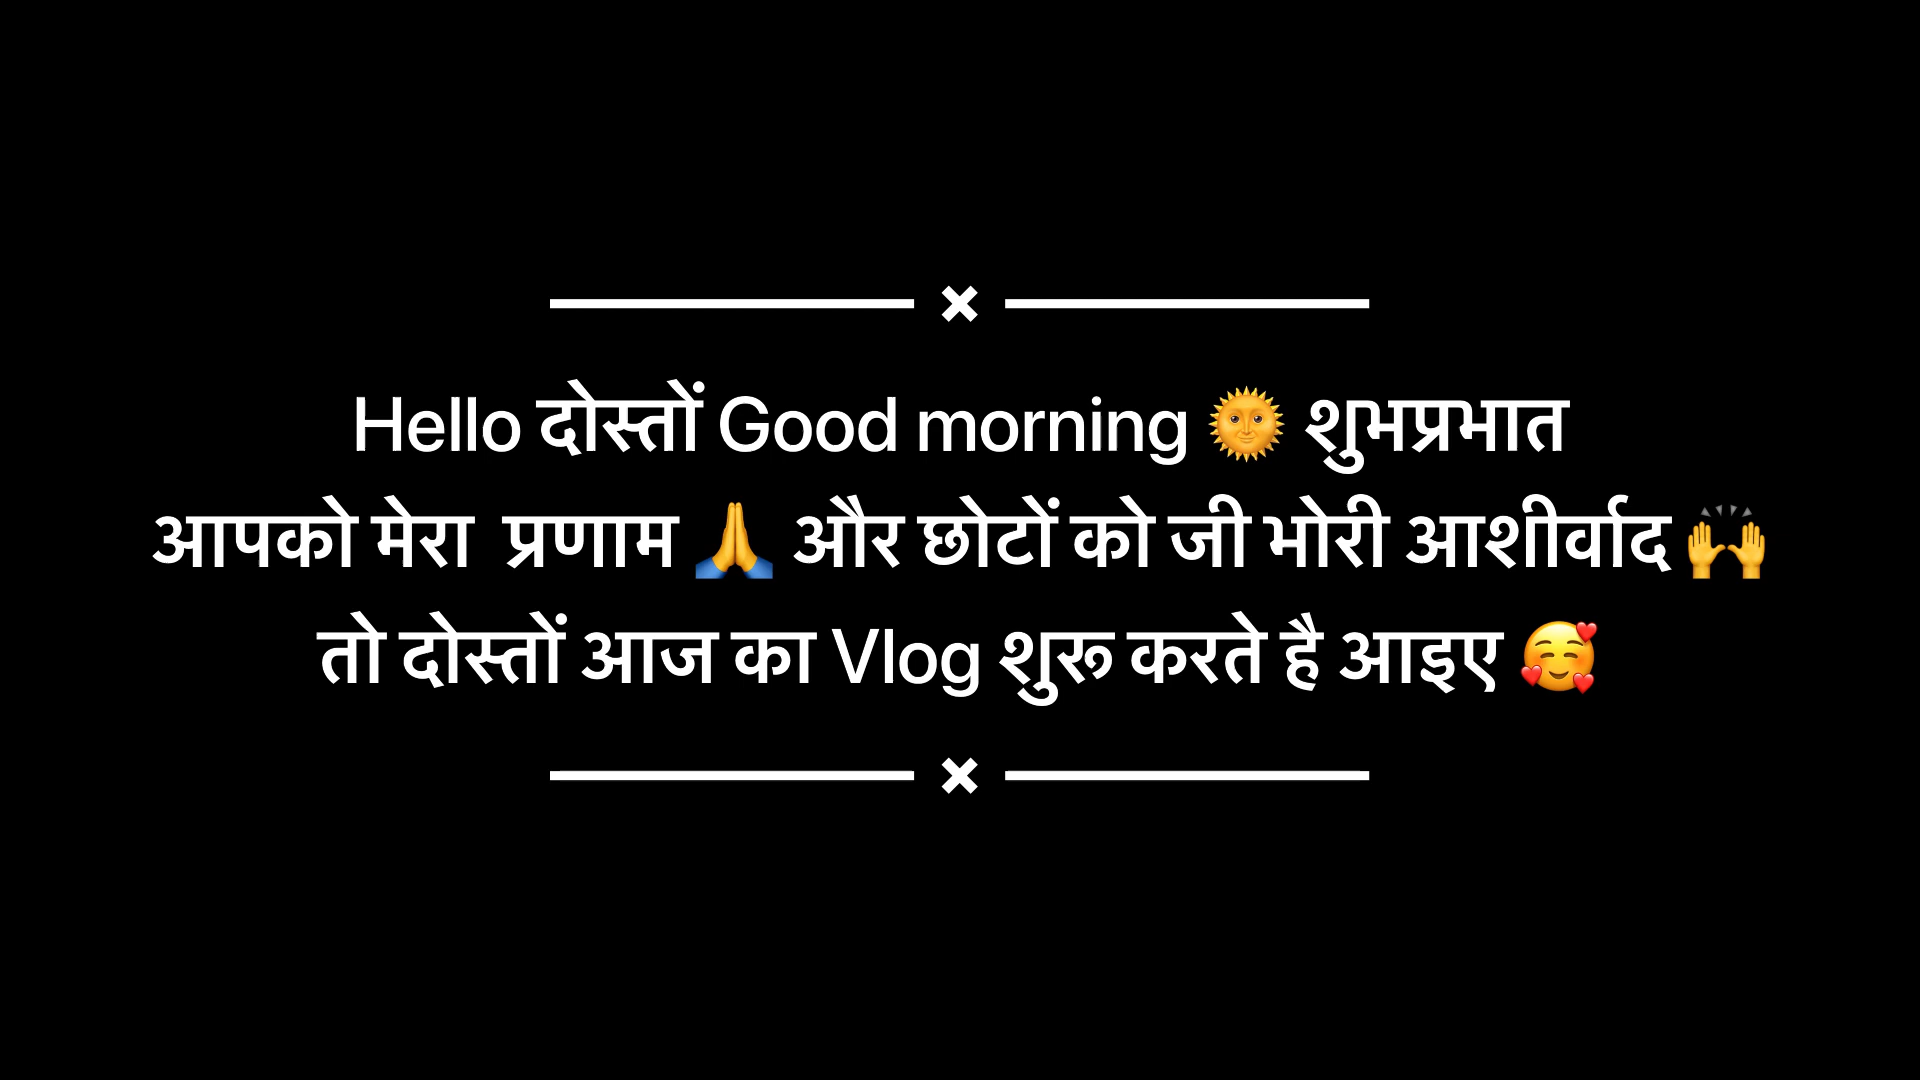 Hello दोस्तों Good morning 🌞 शुभप्रभात
आपको मेरा  प्रणाम 🙏 और छोटों को जी भोरी आशीर्वाद 🙌
तो दोस्तों आज का Vlog शुरू करते है आइए 🥰